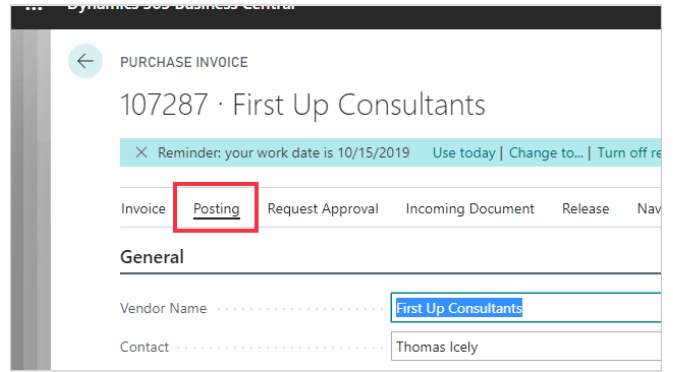 Dynamics 365 Business Central
PURCHASE INVOICE
107287 · First Up Consultants
Reminder: your work date is 10/15/2019 Use today | Change to... | Turn off re
Invoice Posting Request Approval Incoming Document Release Nav
General
Vendor Name First Up Consultants
Contact Thomas Icely